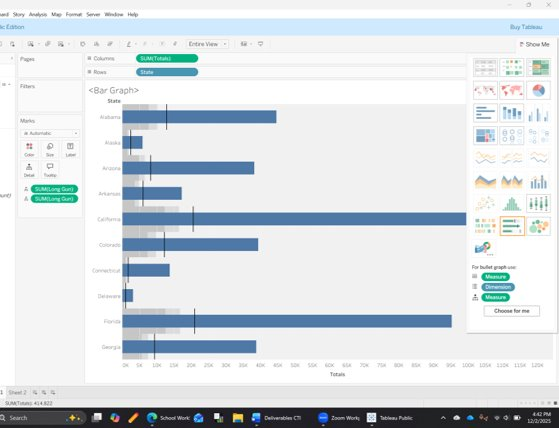 ard Story Analysis Map Format Server Window Help
lic Edition Buy Tableau
Entire View Show Me
Pages Columns SUM(Totals)
Rows State
Filters <Bar Graph>
State
Marks
Automatic
Color Size Label
Detail Tooltip
SUM(Long Gun)
SUM(Long Gun)
ount)
Alabama
Alaska
Arizona
Arkansas
California
Colorado
Connecticut
Delaware
Florida
Georgia
0K 5K 10K 15K 20K 25K 30K 35K 40K 45K 50K 55K 60K 65K 70K 75K 80K 85K 90K 95K 100K 105K 110K 115K 120K
Totals
For bullet graph use:
Measure
Dimension
Measure
Choose for me
1 Sheet 2
SUM(Totals): 414,822
Search School Work Deliverables CTI Zoom Work Tableau Public
4:42 PM
12/2/2025